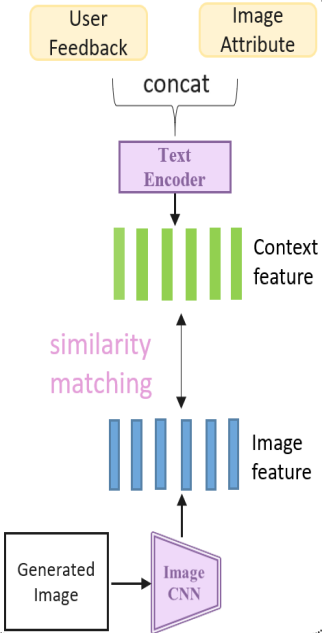 User
Feedback
Image
Attribute
concat
Text
Encoder
Context
feature
similarity
matching
Image
feature
Generated
Image
Image
CNN